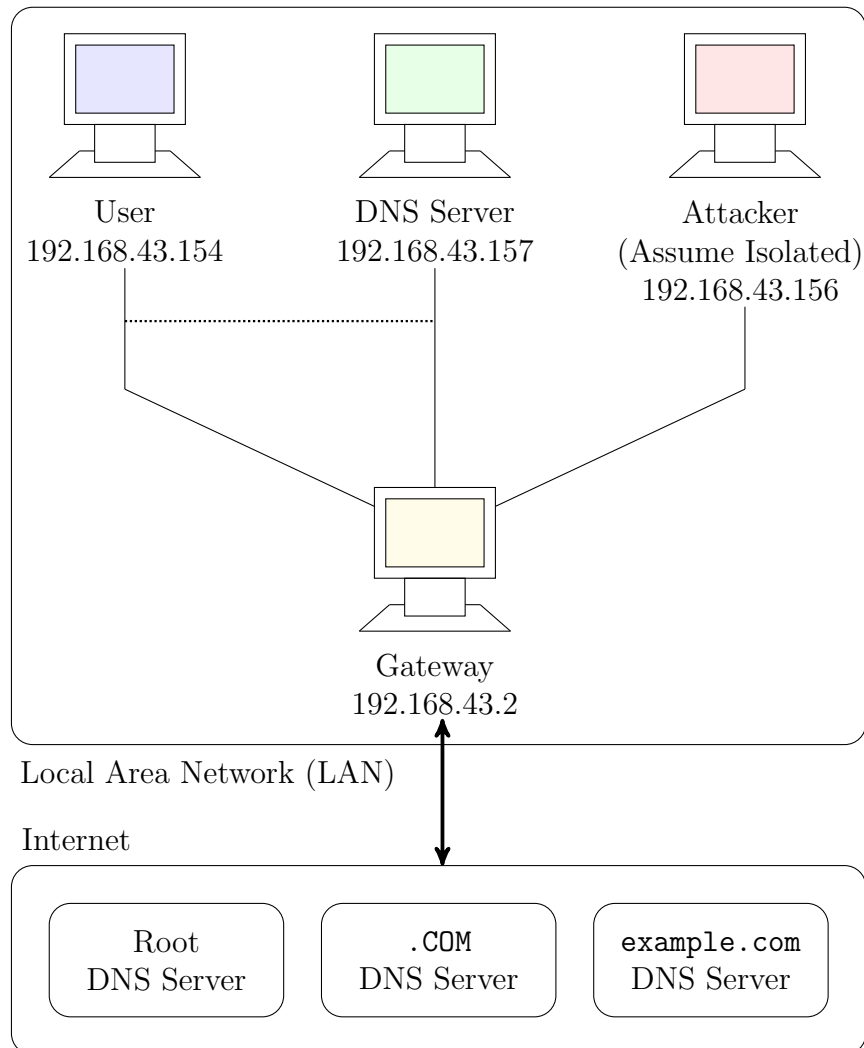 User
192.168.43.154
DNS Server
192.168.43.157
Attacker
(Assume Isolated)
192.168.43.156
Gateway
192.168.43.2
Local Area Network (LAN)
Internet
Root
DNS Server
.COM
DNS Server
example.com
DNS Server